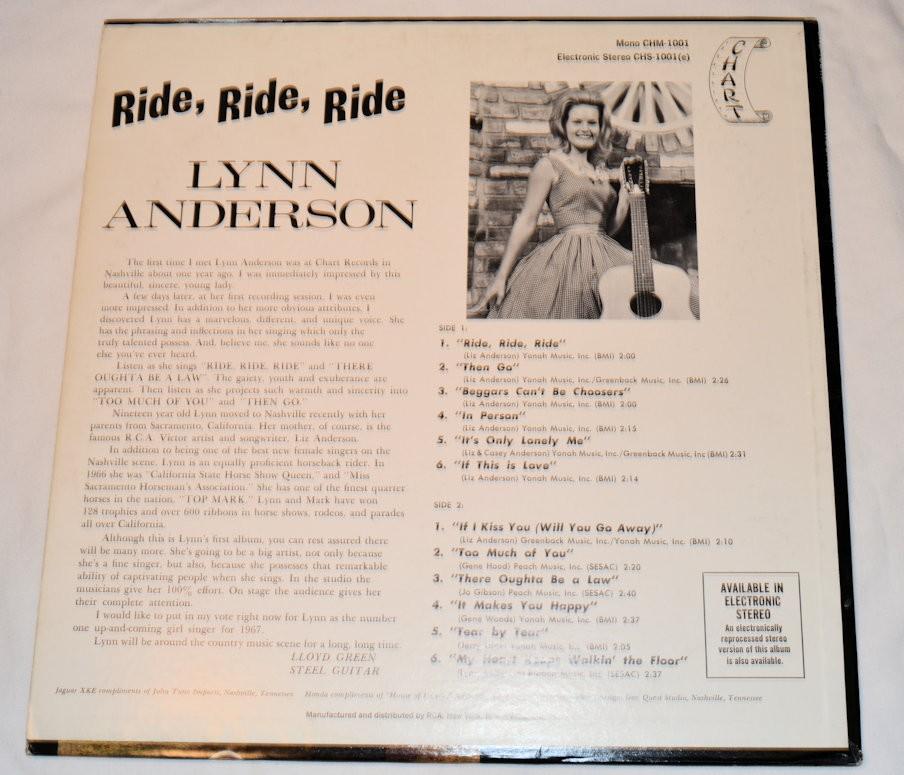 Mono CHM-1001
Electronic Stereo CHS-1001(e)
CHART
Ride, Ride, Ride
LYNN
ANDERSON
The first time I met Lynn Anderson was at Chart Records in
Nashville about one year ago. I was immediately impressed by this
beautiful, sincere, young lady.
A few days later, at her first recording session, I was even
more impressed. In addition to her more obvious attributes, I
discovered Lynn has a marvelous, different, and unique voice. She
has the phrasing and inflections in her singing which only the
truly talented possess. And, believe me, she sounds like no one
else you've ever heard.
Listen as she sings "RIDE, RIDE, RIDE" and "THERE
OUGHTA BE A LAW". The gaiety, youth and exuberance are
apparent. Then listen as she projects such warmth and sincerity into
"TOO MUCH OF YOU" and "THEN GO."
Nineteen year old Lynn moved to Nashville recently with her
parents from Sacramento, California. Her mother, of course, is the
famous R.C.A. Victor artist and songwriter, Liz Anderson.
In addition to being one of the best new female singers on the
Nashville scene, Lynn is an equally proficient horseback rider. In
1966 she was "California State Horse Show Queen," and "Miss
Sacramento Horseman's Association." She has one of the finest quarter
horses in the nation, "TOP MARK." Lynn and Mark have won
128 trophies and over 600 ribbons in horse shows, rodeos, and parades
all over California.
Although this is Lynn's first album, you can rest assured there
will be many more. She's going to be a big artist, not only because
she's a fine singer, but also, because she possesses that remarkable
ability of captivating people when she sings. In the studio the
musicians give her 100% effort. On stage the audience gives her
their complete attention.
I would like to put in my vote right now for Lynn as the number
one up-and-coming girl singer for 1967.
Lynn will be around the country music scene for a long, long time.
LLOYD GREEN
STEEL GUITAR
SIDE 1:
1. "Ride, Ride, Ride"
(Liz Anderson) Yonah Music, Inc. (BMI) 2:00
2. "Then Go"
(Liz Anderson) Yonah Music, Inc./Greenback Music, Inc. (BMI) 2:26
3. "Beggars Can't Be Choosers"
(Liz Anderson) Yonah Music, Inc. (BMI) 2:00
4. "In Person"
(Liz Anderson) Yonah Music, Inc. (BMI) 2:15
5. "It's Only Lonely Me"
(Liz & Casey Anderson) Yonah Music, Inc./Greenback Music, Inc (BMI) 2:31
6. "If This is Love"
(Liz Anderson) Yonah Music, Inc. (BMI) 2:14
SIDE 2:
1. "If I Kiss You (Will You Go Away)"
(Liz Anderson) Greenback Music, Inc./Yonah Music, Inc. (BMI) 2:10
2. "Too Much of You"
(Gene Hood) Peach Music, Inc. (SESAC) 2:20
3. "There Oughta Be a Law"
(Jo Gibson) Peach Music, Inc. (SESAC) 2:40
4. "It Makes You Happy"
(Gene Woods) Yonah Music, Inc. (BMI) 2:37
5. "Tear by Tear"
(Jerry Yonah Music, (BMI) 2:05
6. "My Heart Keeps Walkin' the Floor"
Music, Inc. (SESAC) 2:37
AVAILABLE IN
ELECTRONIC
STEREO
An electronically
reprocessed stereo
version of this album
is also available.
Jaguar XKE compliments of John Tune Imports, Nashville, Tennessee Honda compliments of "House of Quest Studio, Nashville, Tennessee
Manufactured and distributed by RCA, New York,